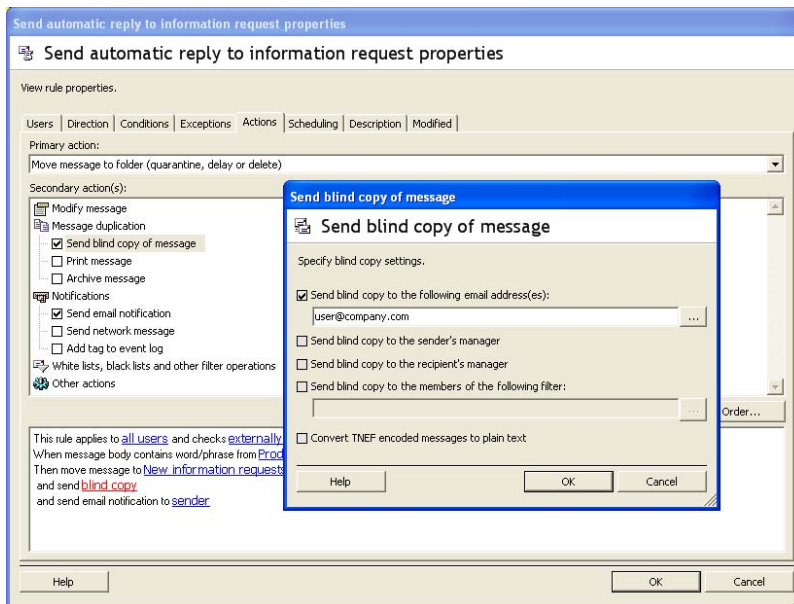 Send automatic reply to information request properties
Send automatic reply to information request properties
View rule properties.
Users Direction Conditions Exceptions Actions Scheduling Description Modified
Primary action:
Move message to folder (quarantine, delay or delete)
Secondary action(s):
Modify message
Message duplication
Send blind copy of message
Print message
Archive message
Notifications
Send email notification
Send network message
Add tag to event log
White lists, black lists and other filter operations
Other actions
Order...
This rule applies to all users and checks externally
When message body contains word/phrase from Prod
Then move message to New information requests
and send blind copy
and send email notification to sender
Help OK Cancel
Send blind copy of message
Send blind copy of message
Specify blind copy settings.
Send blind copy to the following email address(es):
user@company.com ...
Send blind copy to the sender's manager
Send blind copy to the recipient's manager
Send blind copy to the members of the following filter:
...
Convert TNEF encoded messages to plain text
Help OK Cancel